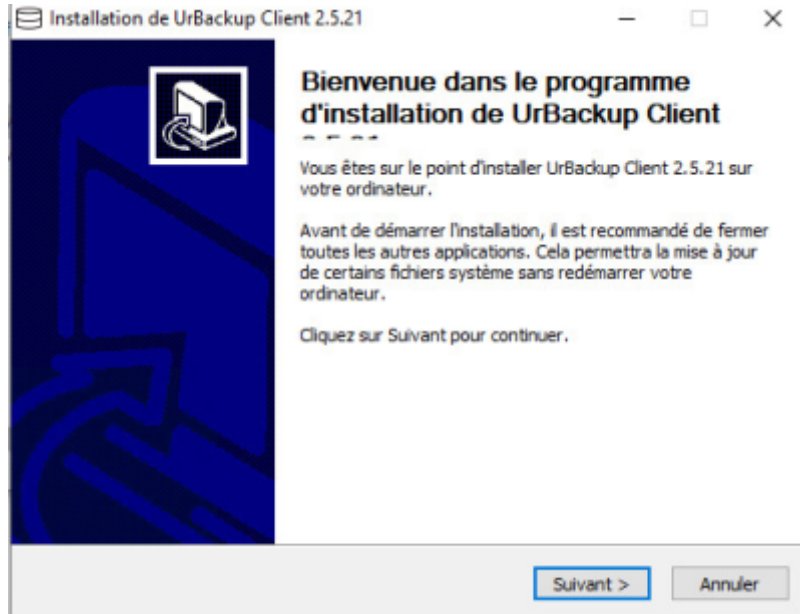 Installation de UrBackup Client 2.5.21
Bienvenue dans le programme
d'installation de UrBackup Client
Vous êtes sur le point d'installer UrBackup Client 2.5.21 sur
votre ordinateur.
Avant de démarrer l'installation, il est recommandé de fermer
toutes les autres applications. Cela permettra la mise à jour
de certains fichiers système sans redémarrer votre
ordinateur.
Cliquez sur Suivant pour continuer.
Suivant >
Annuler